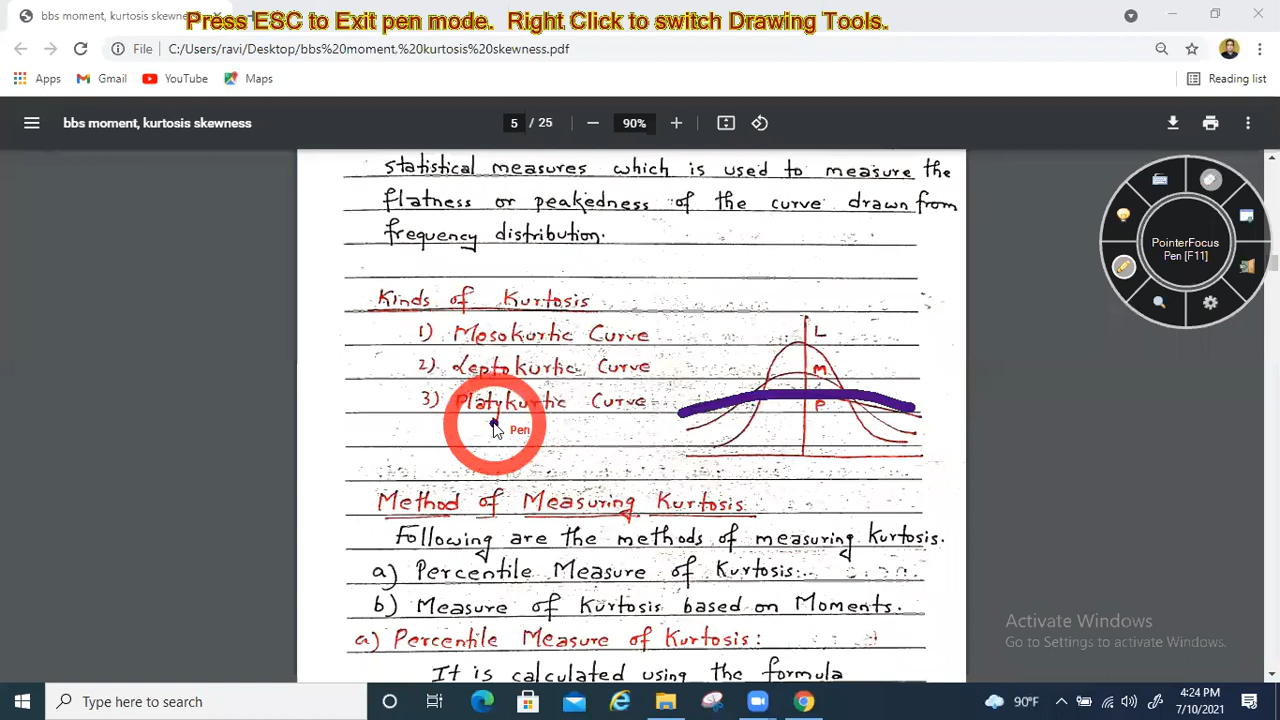 bbs moment, kurtosis skewnes
Press ESC to Exit pen mode. Right Click to switch Drawing Tools.
File
C:/Users/ravi/Desktop/bbs%20moment,%20kurtosis%20skewness.pdf
Apps
Gmail
YouTube
Maps
Reading list
bbs moment, kurtosis skewness
5 / 25
90%
statistical measures which is used to measure the
flatness or peakedness of the curve drawn from
frequency distribution.
Kinds of Kurtosis
1) Mesokurtic Curve
2) Leptokurtic Curve
3) Platykurtic Curve
L
M
P
Pen
PointerFocus
Pen [F11]
Method of Measuring Kurtosis
Following are the methods of measuring kurtosis.
a) Percentile Measure of Kurtosis:
b) Measure of Kurtosis based on Moments.
a) Percentile Measure of Kurtosis:
It is calculated using the formula
Activate Windows
Go to Settings to activate Windows.
Type here to search
90°F
4:24 PM
7/10/2021